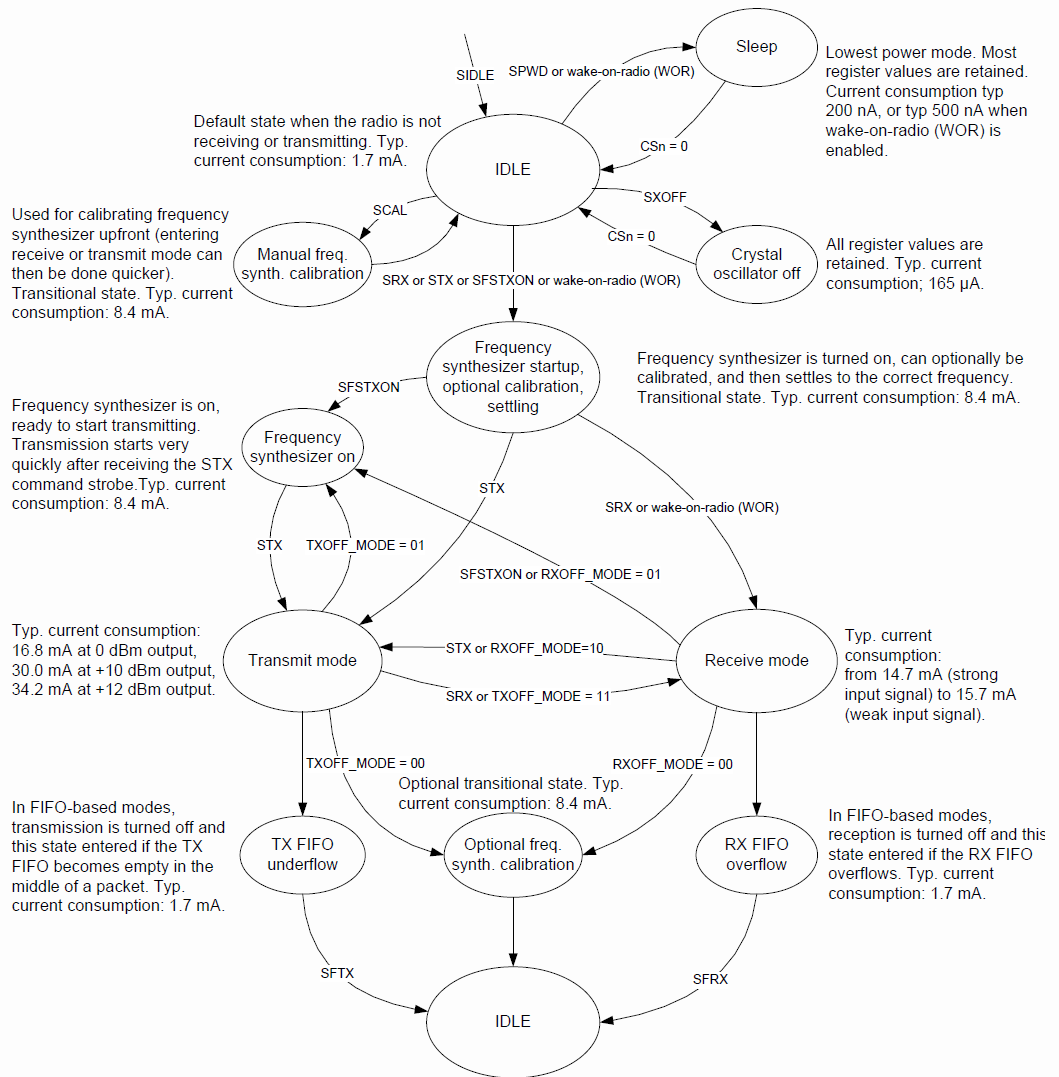 Sleep
Lowest power mode. Most
register values are retained.
Current consumption typ
200 nA, or typ 500 nA when
wake-on-radio (WOR) is
enabled.
SIDLE
SPWD or wake-on-radio (WOR)
Default state when the radio is not
receiving or transmitting. Typ.
current consumption: 1.7 mA.
IDLE
CSn = 0
SXOFF
SCAL
CSn = 0
Used for calibrating frequency
synthesizer upfront (entering
receive or transmit mode can
then be done quicker).
Transitional state. Typ. current
consumption: 8.4 mA.
Manual freq.
synth. calibration
Crystal
oscillator off
All register values are
retained. Typ. current
consumption; 165 µA.
SRX or STX or SFSTXON or wake-on-radio (WOR)
Frequency
synthesizer startup,
optional calibration,
settling
Frequency synthesizer is turned on, can optionally be
calibrated, and then settles to the correct frequency.
Transitional state. Typ. current consumption: 8.4 mA.
SFSTXON
Frequency synthesizer is on,
ready to start transmitting.
Transmission starts very
quickly after receiving the STX
command strobe.Typ. current
consumption: 8.4 mA.
Frequency
synthesizer on
STX
SRX or wake-on-radio (WOR)
STX
TXOFF_MODE = 01
SFSTXON or RXOFF_MODE = 01
Typ. current consumption:
16.8 mA at 0 dBm output,
30.0 mA at +10 dBm output,
34.2 mA at +12 dBm output.
Transmit mode
STX or RXOFF_MODE=10
SRX or TXOFF_MODE = 11
Receive mode
Typ. current
consumption:
from 14.7 mA (strong
input signal) to 15.7 mA
(weak input signal).
TXOFF_MODE = 00
RXOFF_MODE = 00
Optional transitional state. Typ.
current consumption: 8.4 mA.
In FIFO-based modes,
transmission is turned off and
this state entered if the TX
FIFO becomes empty in the
middle of a packet. Typ.
current consumption: 1.7 mA.
TX FIFO
underflow
Optional freq.
synth. calibration
RX FIFO
overflow
In FIFO-based modes,
reception is turned off and this
state entered if the RX FIFO
overflows. Typ. current
consumption: 1.7 mA.
SFTX
SFRX
IDLE